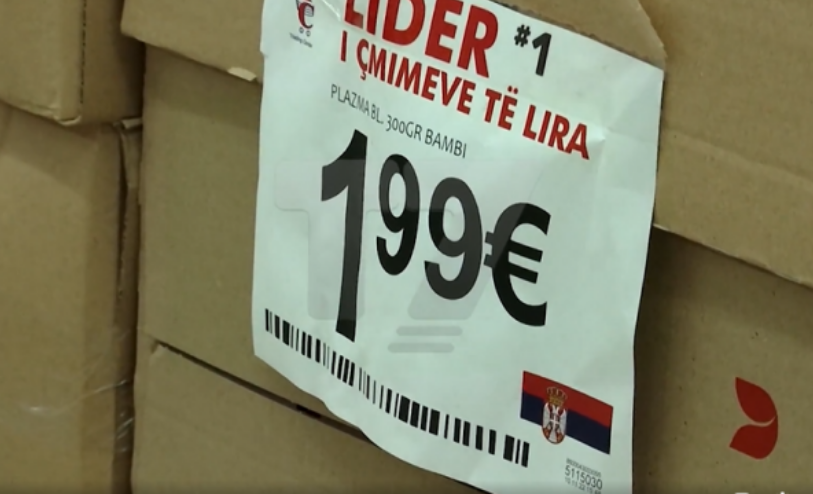 LIDER #1
I ÇMIMEVE TË LIRA
PLAZMA BL. 300GR BAMBI
1 99€
5115030